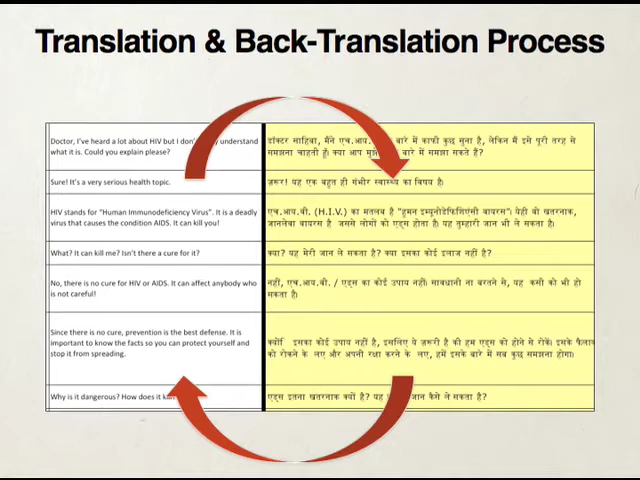 Translation & Back-Translation Process
Doctor, I've heard a lot about HIV but I don't understand
what it is. Could you explain please?
डॉक्टर साहिबा, मैंने एच.आय. बारे में काफी कुछ सुना है, लेकिन मैं इसे पूरी तरह से
समझना चाहती हूँ। क्या आप बारे में समझा सकते हैं?
Sure! It's a very serious health topic.
ज़रूर! यह एक बहुत ही गंभीर स्वास्थ्य का विषय है।
HIV stands for "Human Immunodeficiency Virus". It is a deadly
virus that causes the condition AIDS. It can kill you!
एच.आय.वी. (H.I.V.) का मतलब है "हूमन इम्यूनोडेफिशिएंसी वायरस"। येही वो खतरनाक,
जानलेवा वायरस है जिससे लोगों को एड्स होता है। यह तुम्हारी जान भी ले सकता है।
What? It can kill me? Isn't there a cure for it?
क्या? यह मेरी जान ले सकता है? क्या इसका कोई इलाज नहीं है?
No, there is no cure for HIV or AIDS. It can affect anybody who
is not careful!
नहीं, एच.आय.वी. / एड्स का कोई उपाय नहीं। सावधानी ना बरतने से, यह कसी को भी हो
सकता है।
Since there is no cure, prevention is the best defense. It is
important to know the facts so you can protect yourself and
stop it from spreading.
इसका कोई उपाय नहीं है, इसलिए ये ज़रूरी है की हम एड्स को होने से रोकें। इसके फैलाव
को रोकने के लए और अपनी रक्षा करने के लए, हमें इसके बारे में सब कुछ समझना होगा।
Why is it dangerous? How does it
एड्स इतना खतरनाक क्यों है? यह जान कैसे ले सकता है?